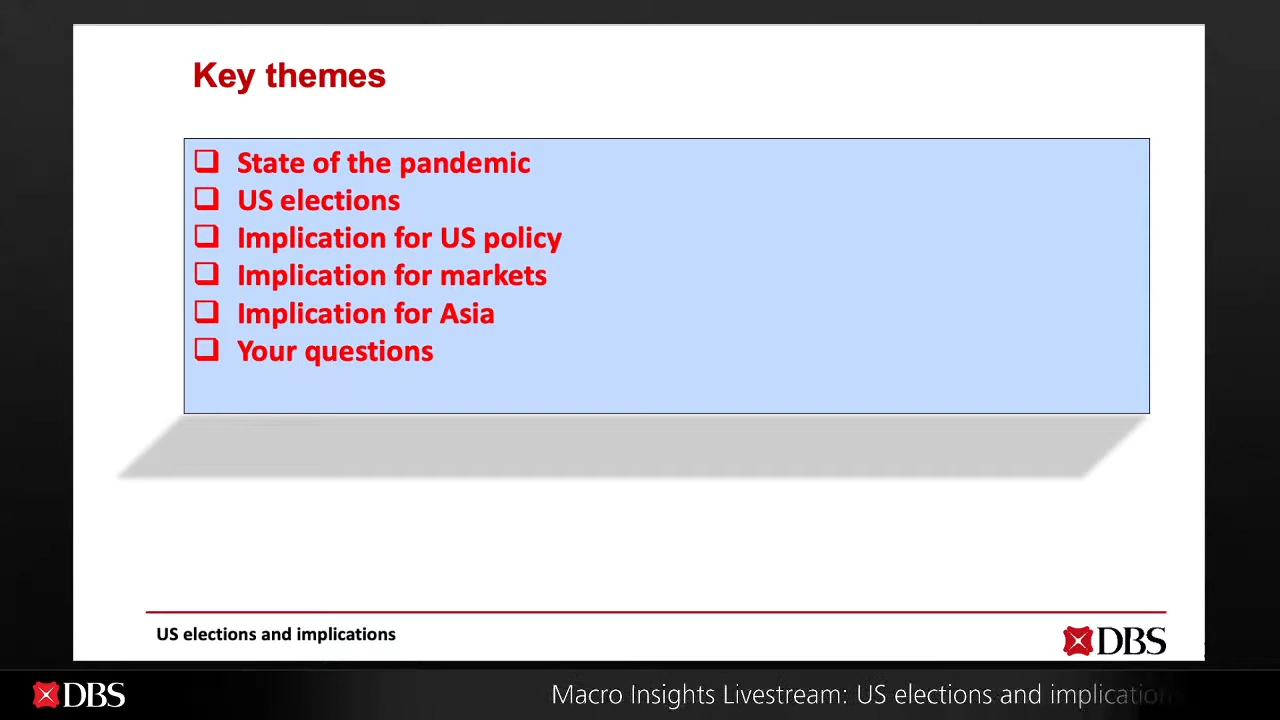 Key themes
State of the pandemic
US elections
Implication for US policy
Implication for markets
Implication for Asia
Your questions
US elections and implications
DBS
DBS
Macro Insights Livestream: US elections and implication